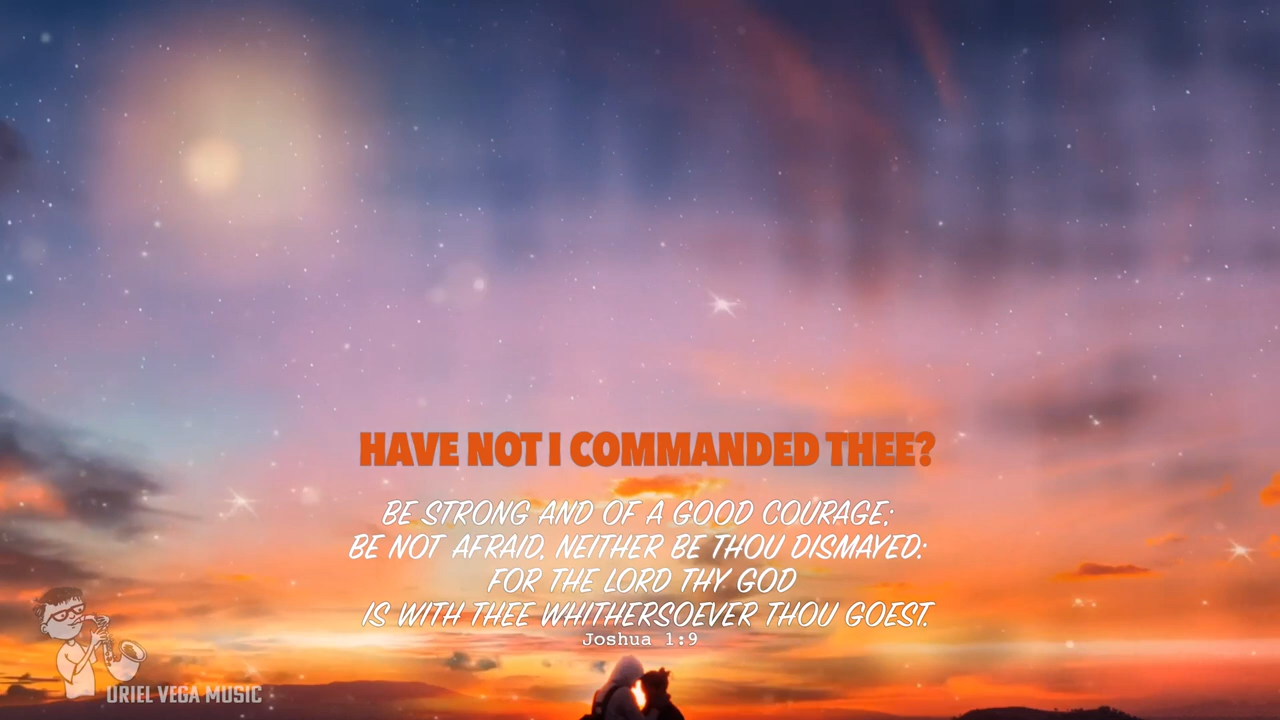 HAVE NOT I COMMANDED THEE?
BE STRONG AND OF A GOOD COURAGE;
BE NOT AFRAID, NEITHER BE THOU DISMAYED:
FOR THE LORD THY GOD
IS WITH THEE WHITHERSOEVER THOU GOEST.
Joshua 1:9
URIEL VEGA MUSIC